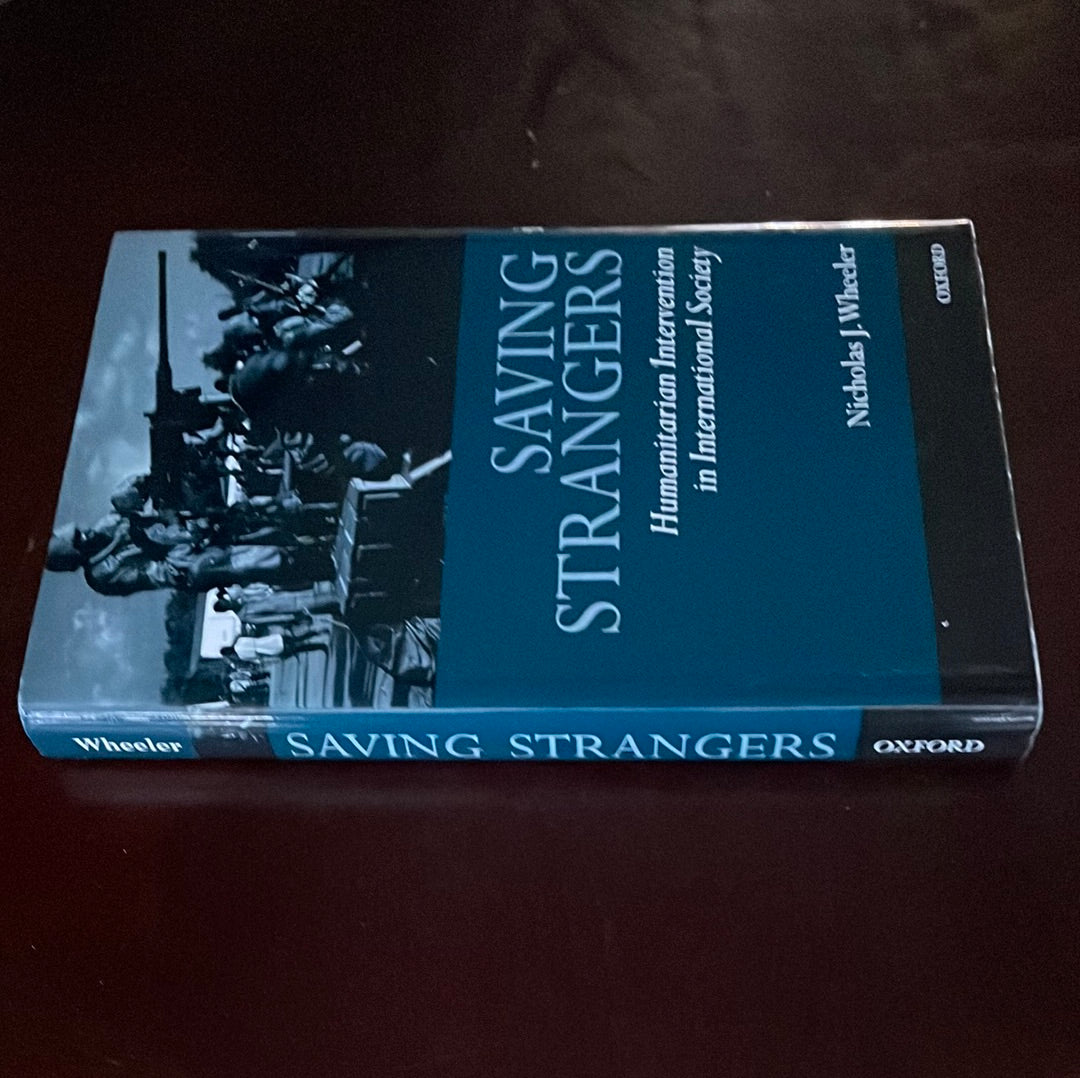 SAVING
STRANGERS
Humanitarian Intervention
in International Society
Nicholas J. Wheeler
OXFORD
Wheeler
SAVING STRANGERS
OXFORD